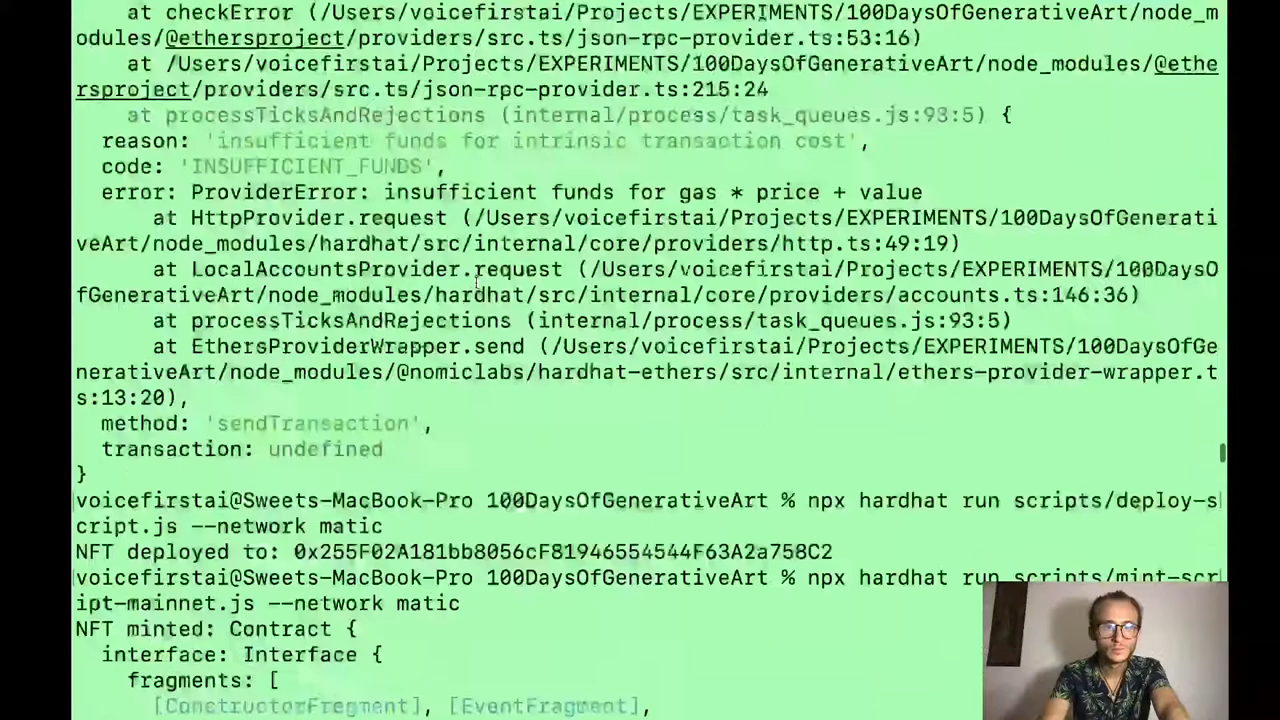 at checkError (/Users/voicefirstai/Projects/EXPERIMENTS/100DaysOfGenerativeArt/node_m
odules/@ethersproject/providers/src.ts/json-rpc-provider.ts:53:16)
at /Users/voicefirstai/Projects/EXPERIMENTS/100DaysOfGenerativeArt/node_modules/@ethe
rsproject/providers/src.ts/json-rpc-provider.ts:215:24
at processTicksAndRejections (internal/process/task_queues.js:93:5) {
reason: 'insufficient funds for intrinsic transaction cost',
code: 'INSUFFICIENT_FUNDS',
error: ProviderError: insufficient funds for gas * price + value
at HttpProvider.request (/Users/voicefirstai/Projects/EXPERIMENTS/100DaysOfGenerati
veArt/node_modules/hardhat/src/internal/core/providers/http.ts:49:19)
at LocalAccountsProvider.request (/Users/voicefirstai/Projects/EXPERIMENTS/100DaysO
fGenerativeArt/node_modules/hardhat/src/internal/core/providers/accounts.ts:146:36)
at processTicksAndRejections (internal/process/task_queues.js:93:5)
at EthersProviderWrapper.send (/Users/voicefirstai/Projects/EXPERIMENTS/100DaysOfGe
nerativeArt/node_modules/@nomiclabs/hardhat-ethers/src/internal/ethers-provider-wrapper.t
s:13:20),
method: 'sendTransaction',
transaction: undefined
}
voicefirstai@Sweets-MacBook-Pro 100DaysOfGenerativeArt % npx hardhat run scripts/deploy-s
cript.js --network matic
NFT deployed to: 0x255F02A181bb8056cF81946554544F63A2a758C2
voicefirstai@Sweets-MacBook-Pro 100DaysOfGenerativeArt % npx hardhat run scripts/mint-scr
ipt-mainnet.js --network matic
NFT minted: Contract {
interface: Interface {
fragments: [
[ConstructorFragment], [EventFragment],